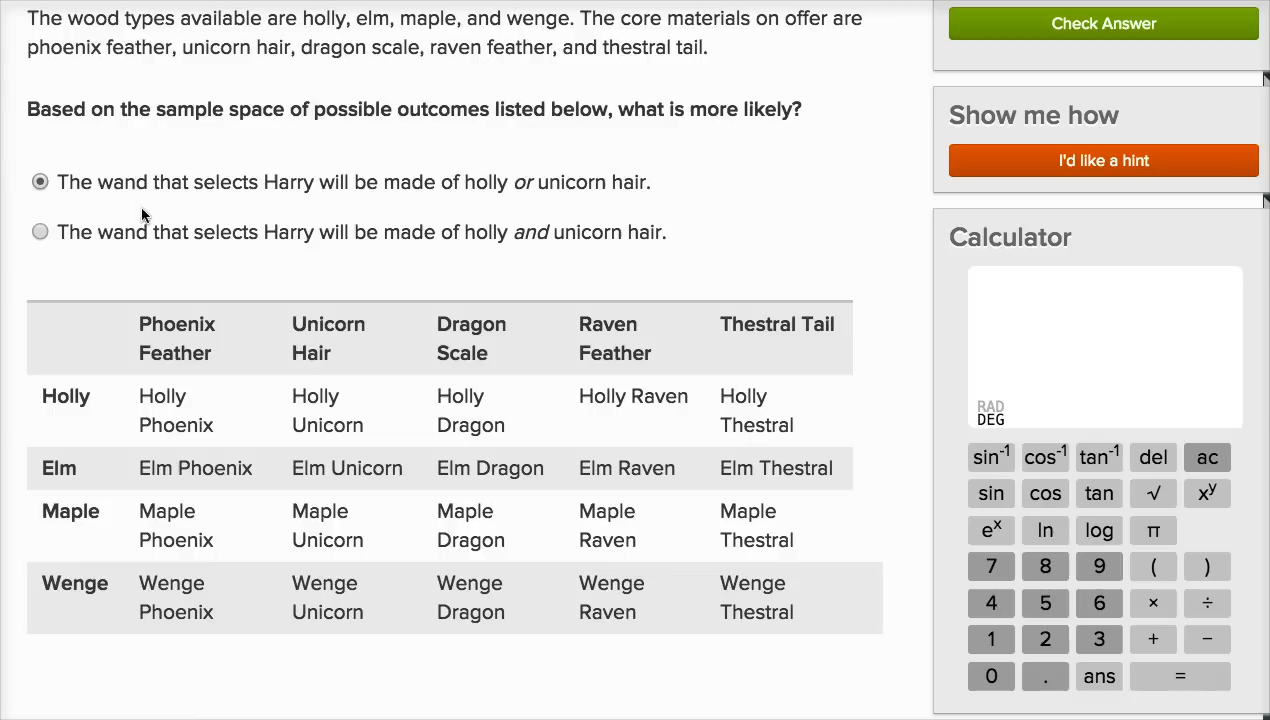 The wood types available are holly, elm, maple, and wenge. The core materials on offer are
phoenix feather, unicorn hair, dragon scale, raven feather, and thestral tail.
Based on the sample space of possible outcomes listed below, what is more likely?
The wand that selects Harry will be made of holly or unicorn hair.
The wand that selects Harry will be made of holly and unicorn hair.
Phoenix Unicorn Dragon Raven Thestral Tail
Feather Hair Scale Feather
Holly Holly Holly Holly Holly Raven Holly
Phoenix Unicorn Dragon Thestral
Elm Elm Phoenix Elm Unicorn Elm Dragon Elm Raven Elm Thestral
Maple Maple Maple Maple Maple Maple
Phoenix Unicorn Dragon Raven Thestral
Wenge Wenge Wenge Wenge Wenge Wenge
Phoenix Unicorn Dragon Raven Thestral
Check Answer
Show me how
I'd like a hint
Calculator
RAD
DEG
sin⁻¹ cos⁻¹ tan⁻¹ del ac
sin cos tan √ xʸ
eˣ ln log π
7 8 9 ( )
4 5 6 × ÷
1 2 3 + −
0 . ans =